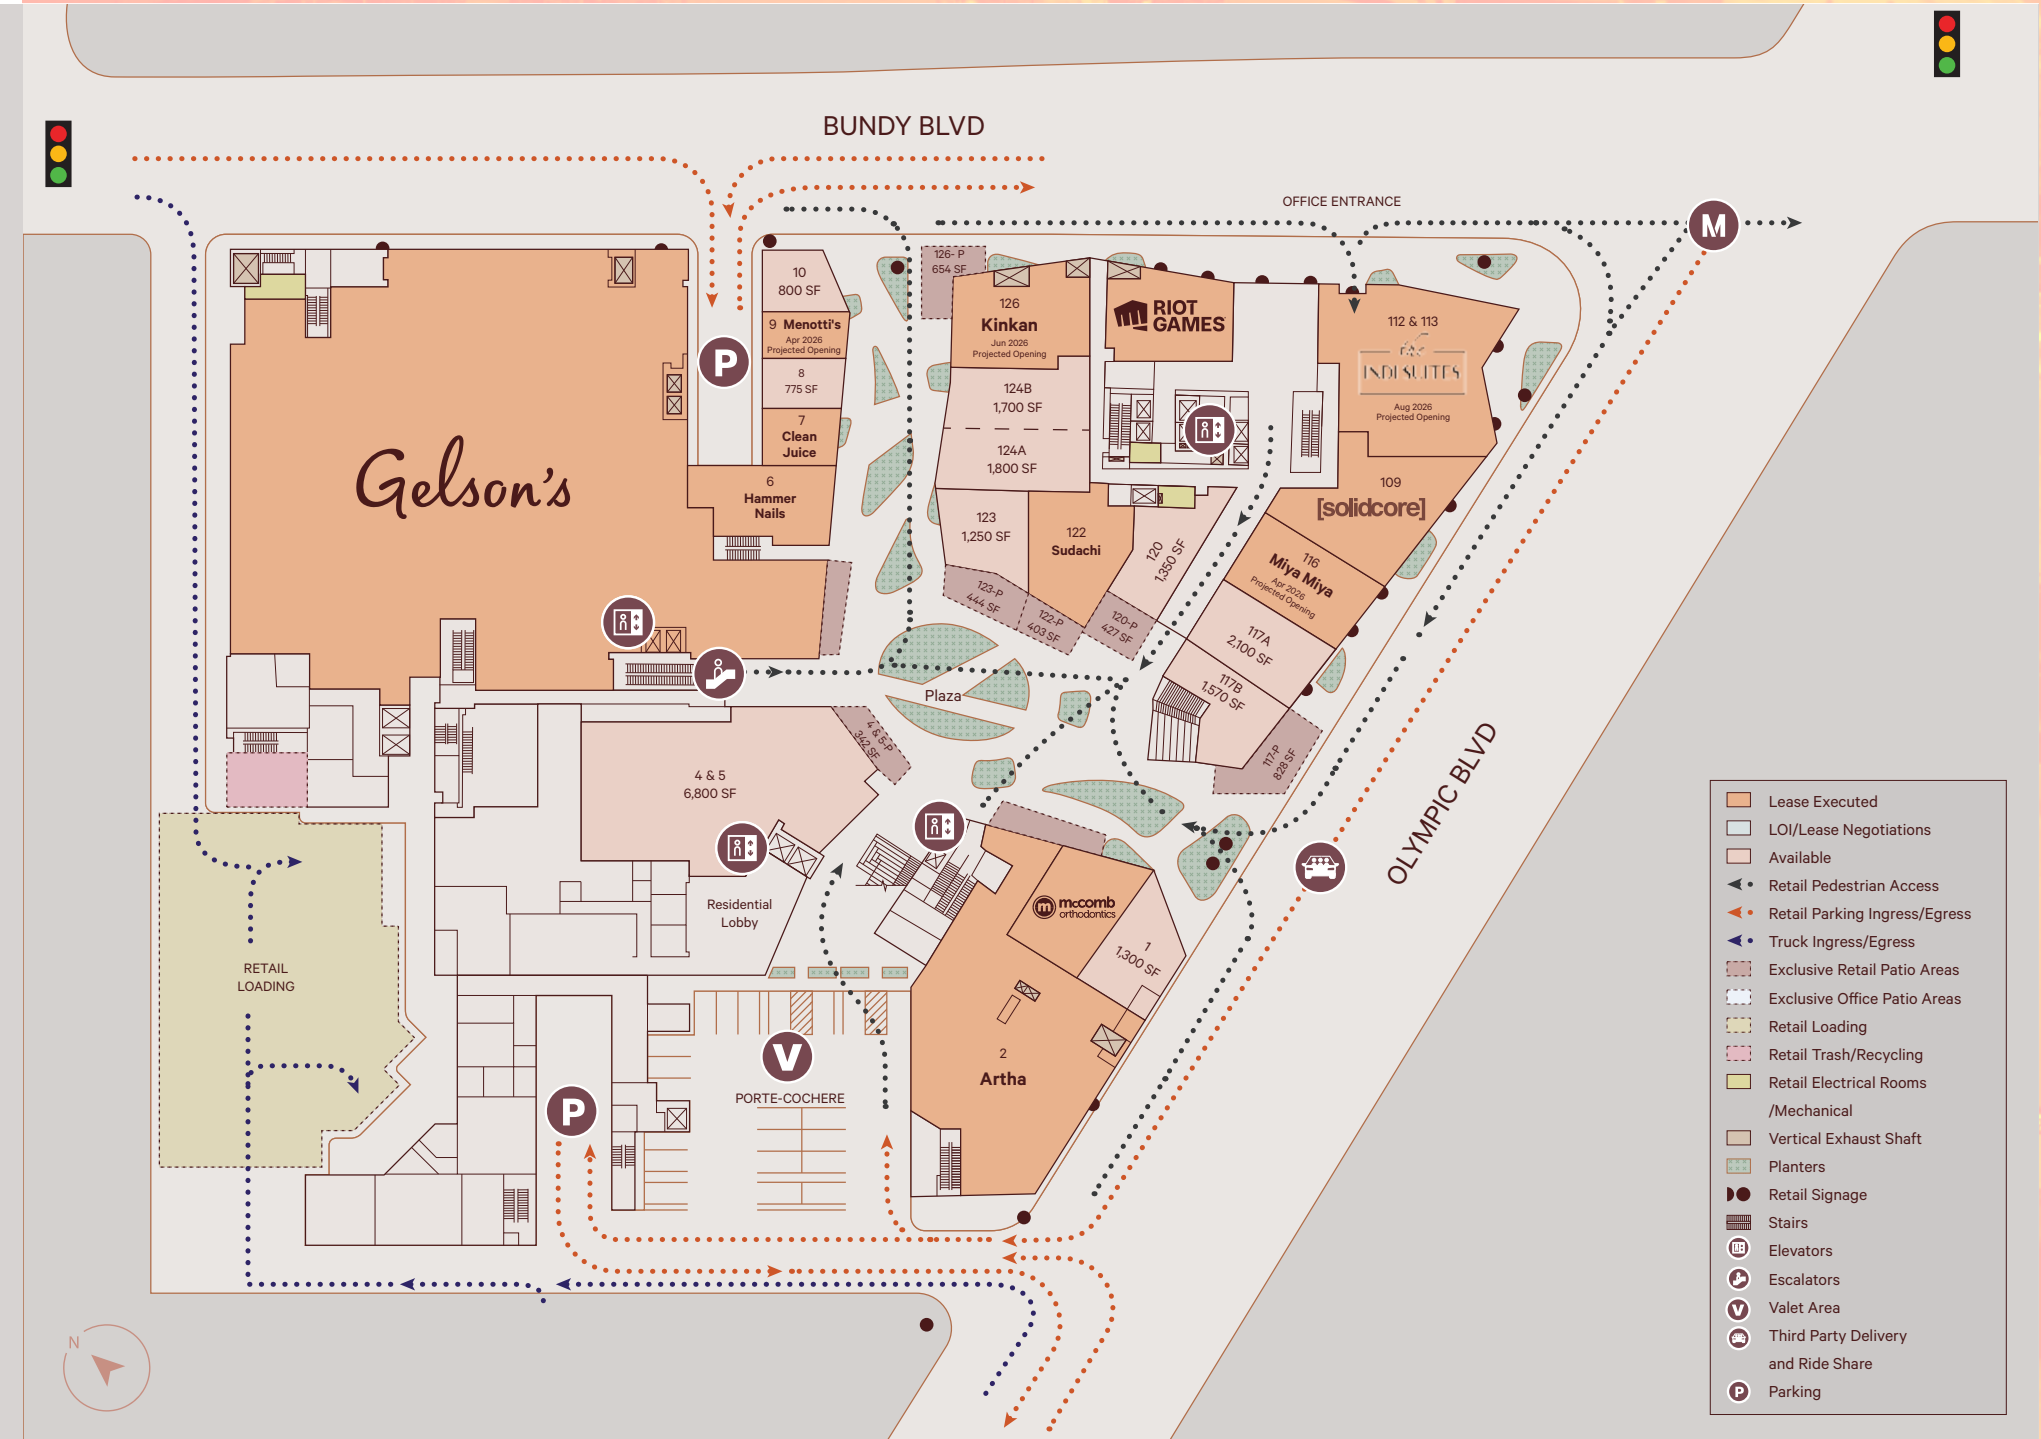 BUNDY BLVD
OFFICE ENTRANCE
M
10
800 SF
9 Menotti's
Apr 2026
Projected Opening
8
775 SF
7
Clean
Juice
6
Hammer
Nails
P
Gelson's
126- P
654 SF
126
Kinkan
Jun 2026
Projected Opening
RIOT
GAMES
112 & 113
INDI SUITES
Aug 2026
Projected Opening
124B
1,700 SF
124A
1,800 SF
109
[solidcore]
123
1,250 SF
122
Sudachi
120
1,350 SF
116
Miya Miya
Apr 2026
Projected Opening
123-P
444 SF
122-P
403 SF
120-P
427 SF
117A
2,100 SF
117B
1,570 SF
117-P
828 SF
Plaza
4 & 5-P
342 SF
4 & 5
6,800 SF
Residential
Lobby
OLYMPIC BLVD
m mccomb
orthodontics
1
1,300 SF
2
Artha
RETAIL
LOADING
V
PORTE-COCHERE
P
N
Lease Executed
LOI/Lease Negotiations
Available
Retail Pedestrian Access
Retail Parking Ingress/Egress
Truck Ingress/Egress
Exclusive Retail Patio Areas
Exclusive Office Patio Areas
Retail Loading
Retail Trash/Recycling
Retail Electrical Rooms
/Mechanical
Vertical Exhaust Shaft
Planters
Retail Signage
Stairs
Elevators
Escalators
V Valet Area
Third Party Delivery
and Ride Share
P Parking